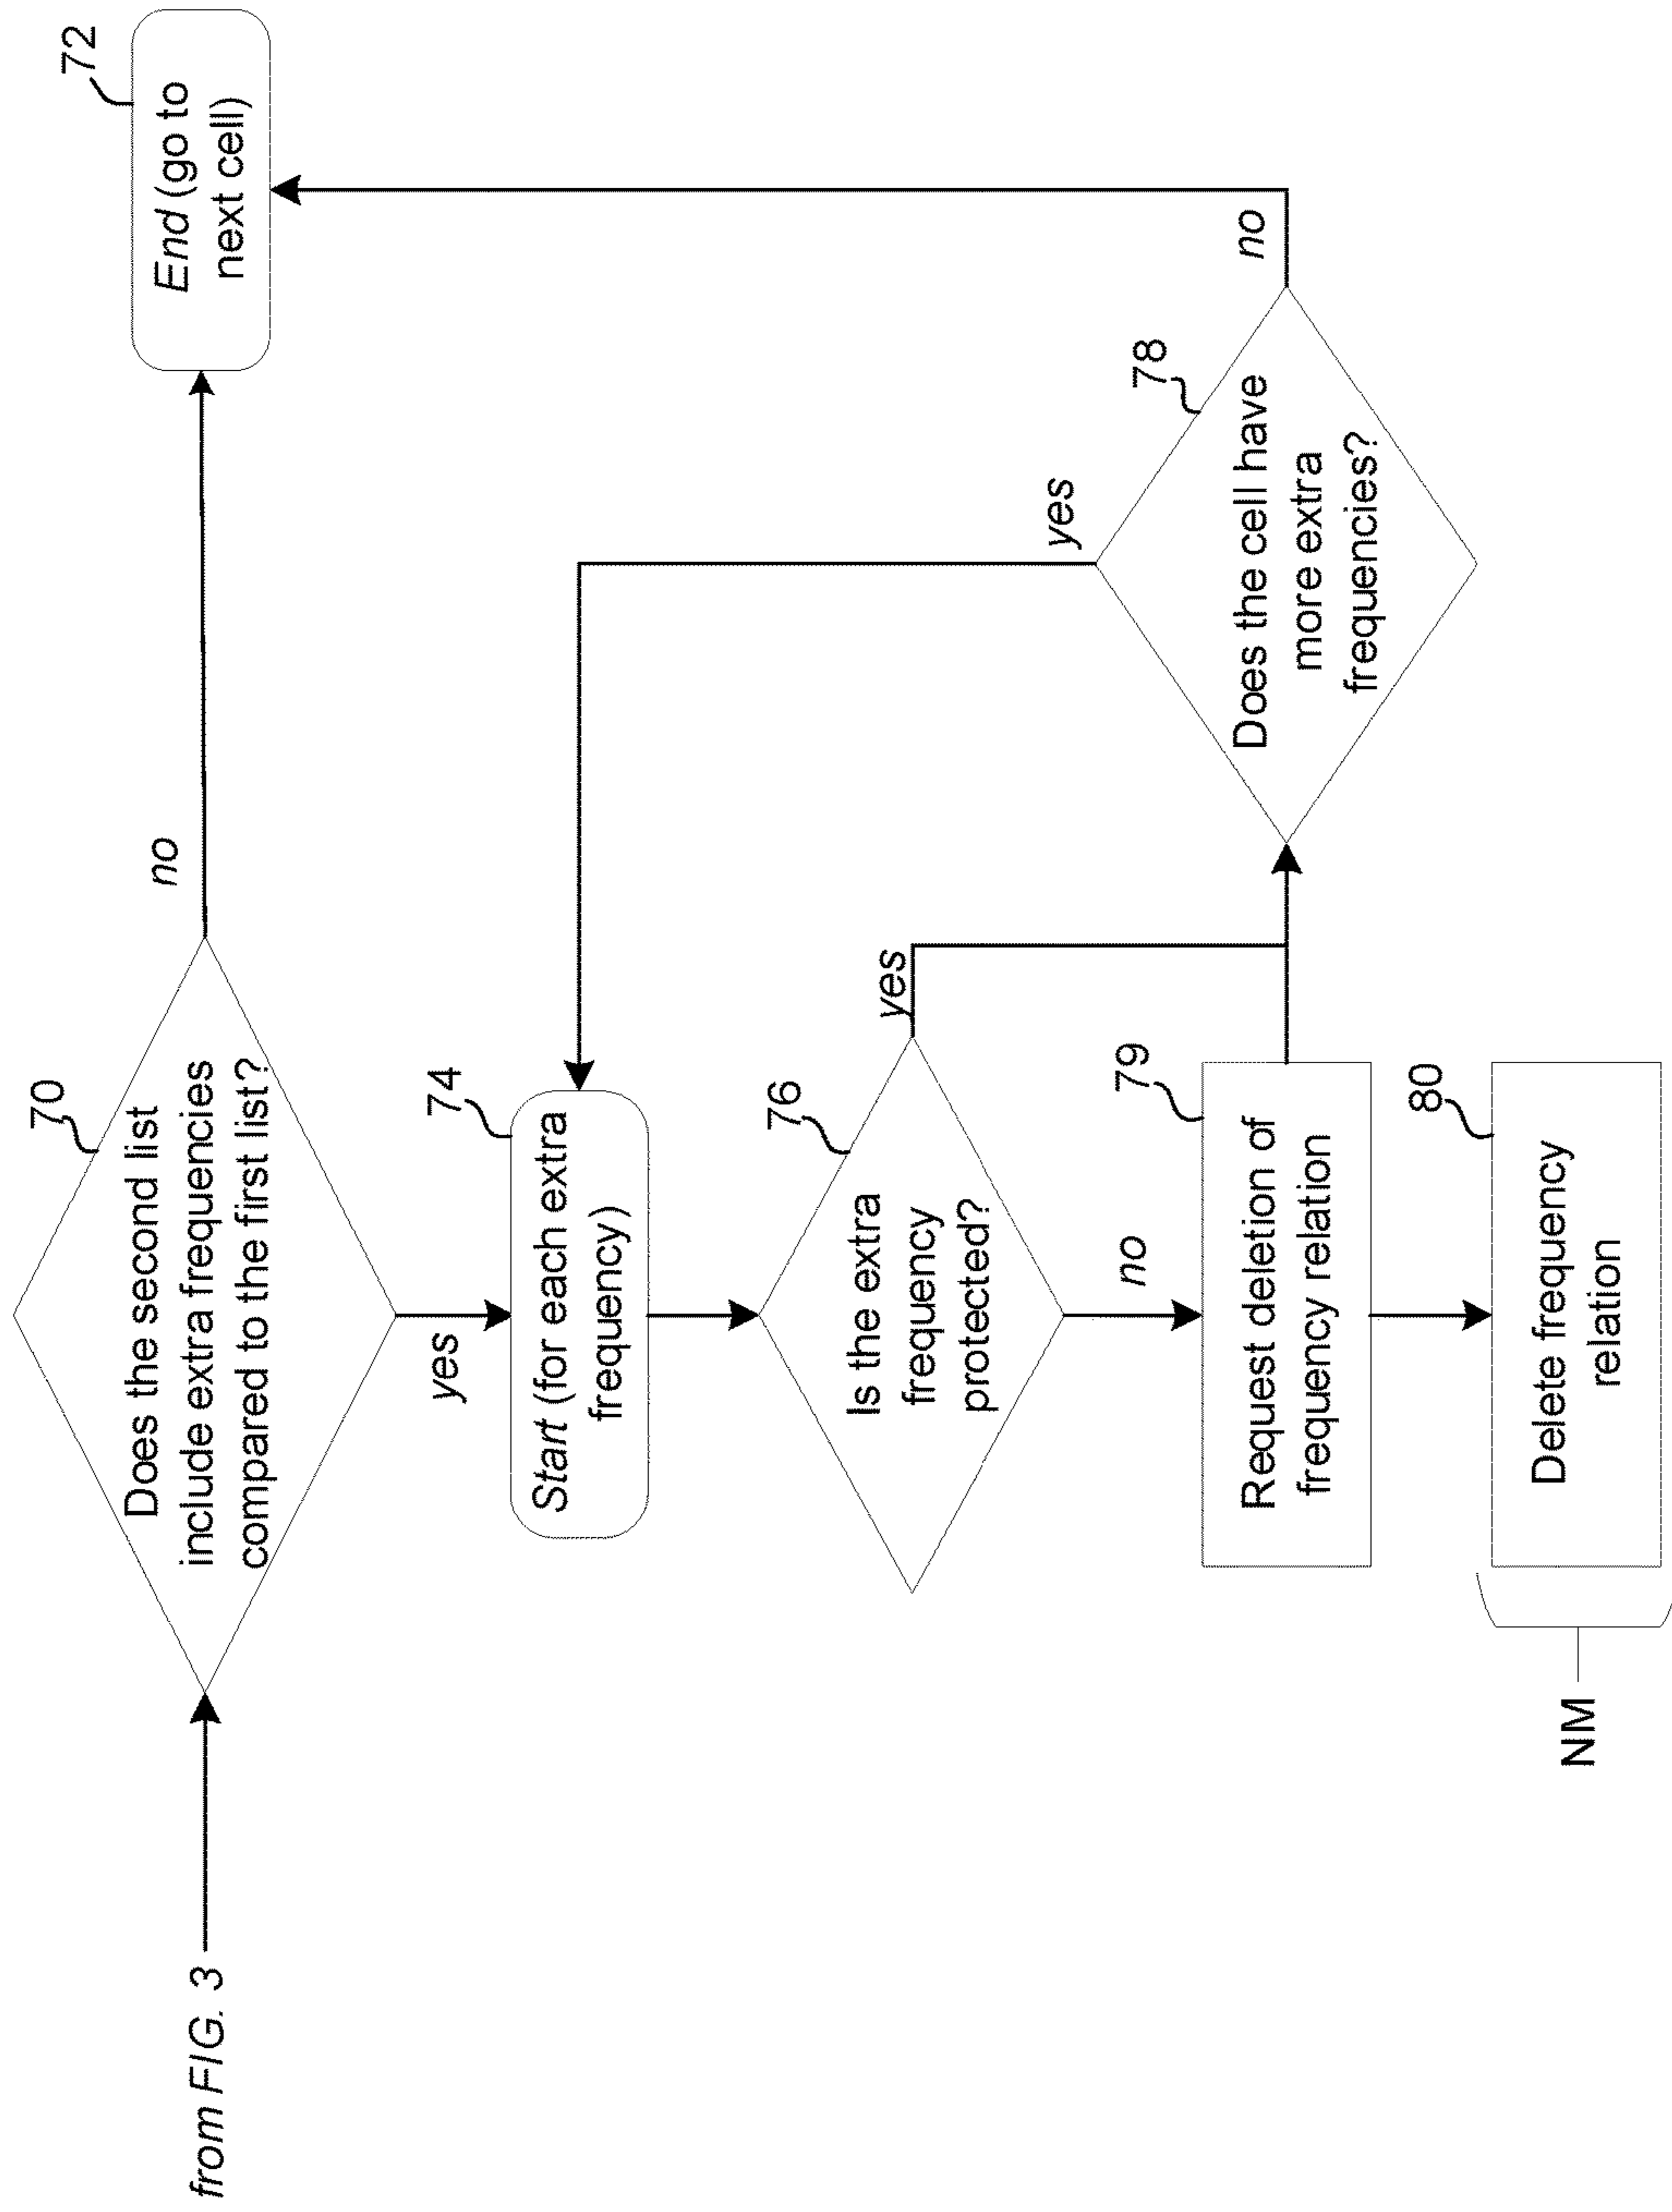 from FIG. 3
70
Does the second list
include extra frequencies
compared to the first list?
no
72
End (go to
next cell)
yes
74
Start (for each extra
frequency)
yes
76
Is the extra
frequency
protected?
yes
no
78
Does the cell have
more extra
frequencies?
no
79
Request deletion of
frequency relation
80
Delete frequency
relation
NM